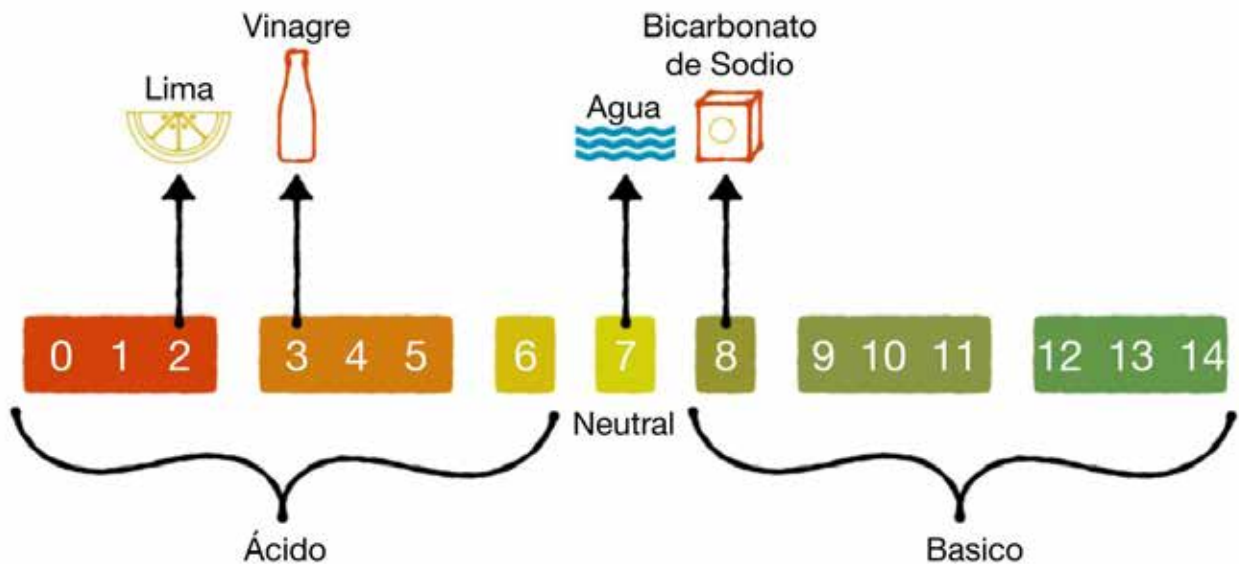 Vinagre
Lima
Agua
Bicarbonato
de Sodio
0 1 2 3 4 5 6 7 8 9 10 11 12 13 14
Neutral
Ácido
Basico